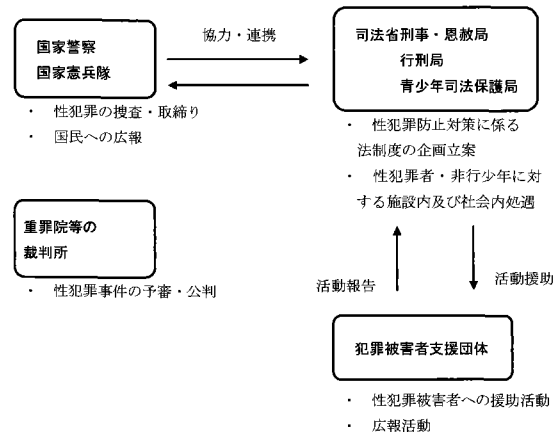 国家警察
国家憲兵隊
協力・連携
司法省刑事・恩赦局
行刑局
青少年司法保護局
・ 性犯罪の捜査・取締り
・ 国民への広報
・ 性犯罪防止対策に係る
法制度の企画立案
・ 性犯罪者・非行少年に対
する施設内及び社会内処遇
重罪院等の
裁判所
・ 性犯罪事件の予審・公判
活動報告
活動援助
犯罪被害者支援団体
・ 性犯罪被害者への援助活動
・ 広報活動